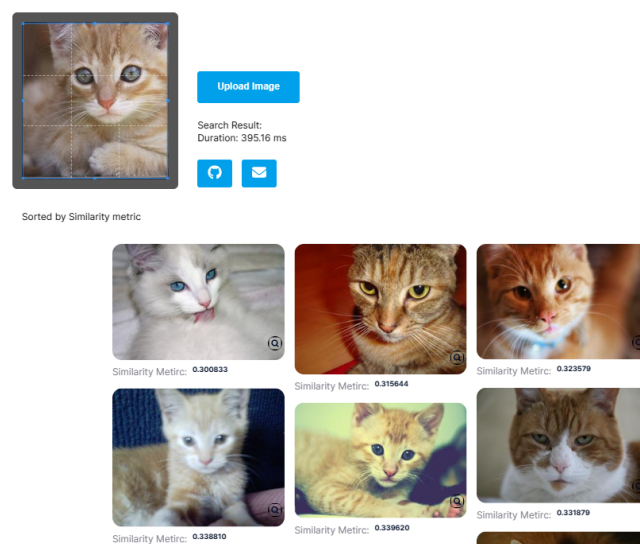 Upload Image
Search Result:
Duration: 395.16 ms
Sorted by Similarity metric
Similarity Metirc: 0.300833
Similarity Metirc: 0.315644
Similarity Metirc: 0.323579
Similarity Metirc: 0.338810
Similarity Metirc: 0.339620
Similarity Metirc: 0.331879